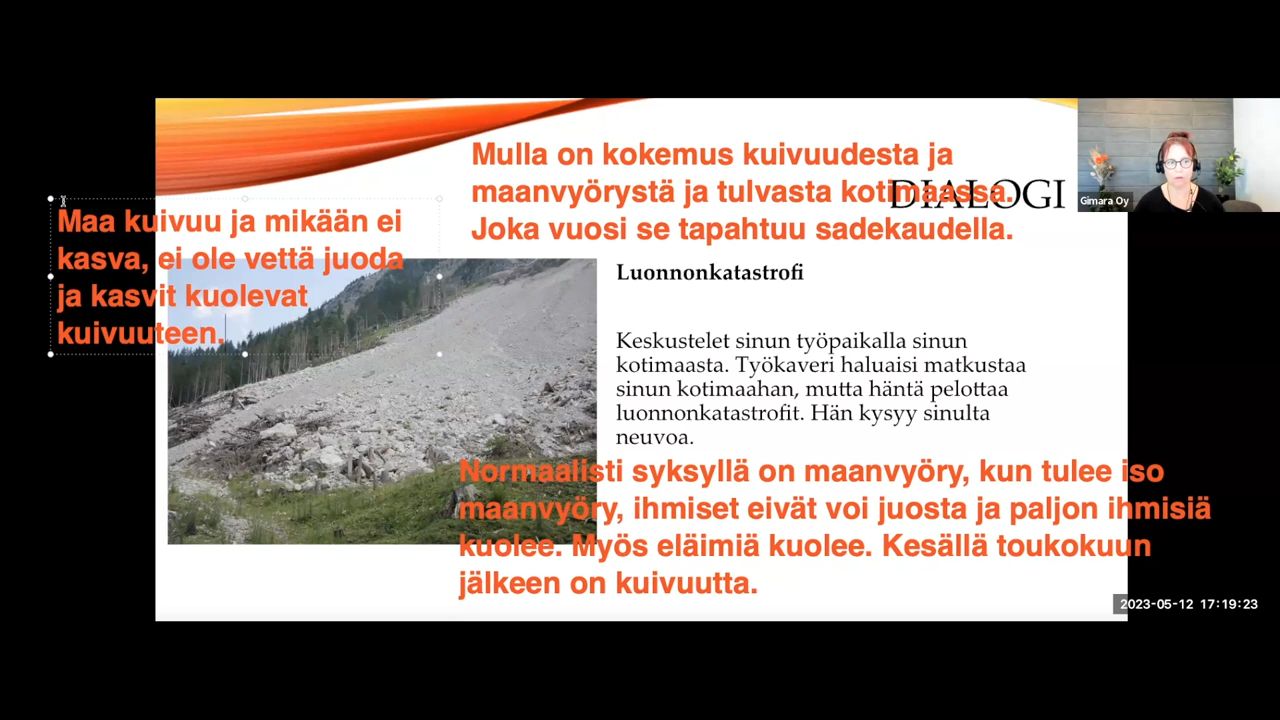 Mulla on kokemus kuivuudesta ja
maanvyörystä ja tulvasta kotimaassa.
Joka vuosi se tapahtuu sadekaudella.
DIALOGI
Gimara Oy
Maa kuivuu ja mikään ei
kasva, ei ole vettä juoda
ja kasvit kuolevat
kuivuuteen.
Luonnonkatastrofi
Keskustelet sinun työpaikalla sinun
kotimaasta. Työkaveri haluaisi matkustaa
sinun kotimaahan, mutta häntä pelottaa
luonnonkatastrofit. Hän kysyy sinulta
neuvoa.
Normaalisti syksyllä on maanvyöry, kun tulee iso
maanvyöry, ihmiset eivät voi juosta ja paljon ihmisiä
kuolee. Myös eläimiä kuolee. Kesällä toukokuun
jälkeen on kuivuutta.
2023-05-12 17:19:23